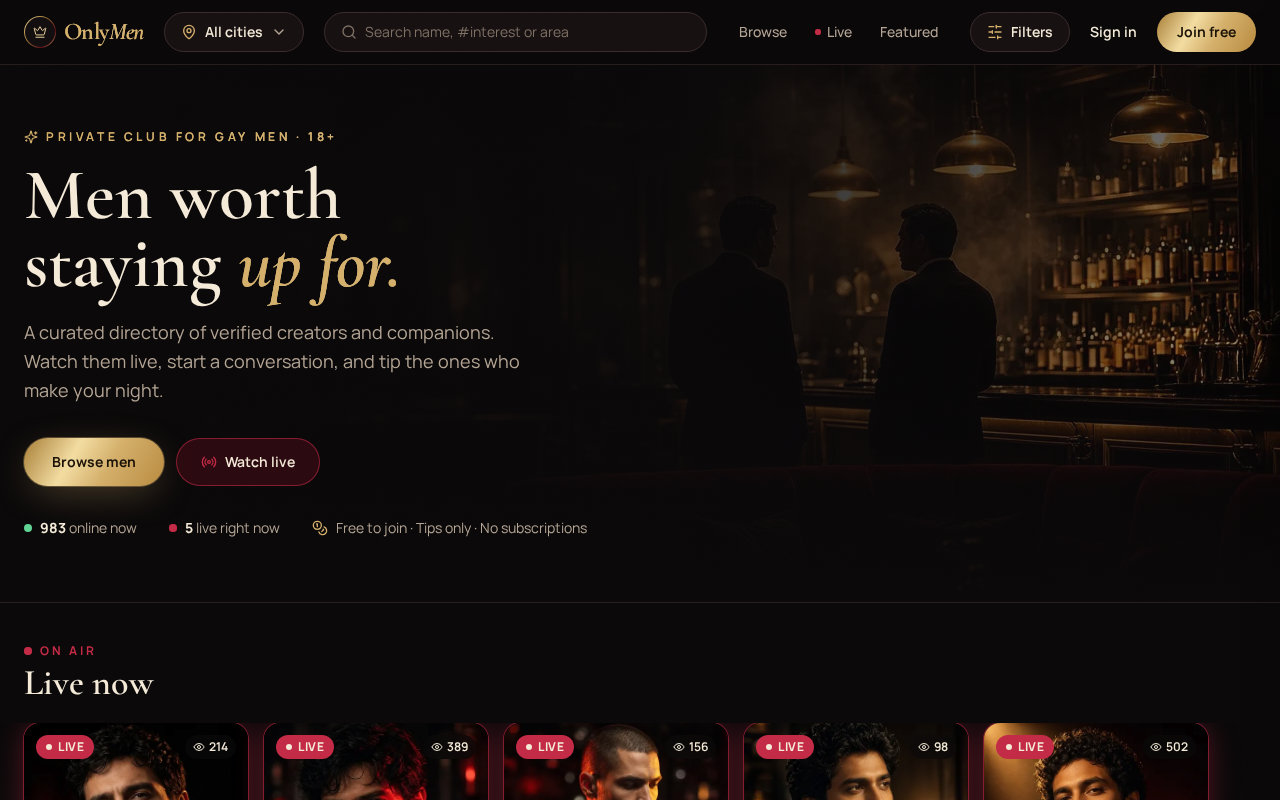 OnlyMen
All cities
Search name, #interest or area
Browse
Live
Featured
Filters
Sign in
Join free
PRIVATE CLUB FOR GAY MEN · 18+
Men worth
staying up for.
A curated directory of verified creators and companions.
Watch them live, start a conversation, and tip the ones who
make your night.
Browse men
Watch live
983 online now
5 live right now
Free to join · Tips only · No subscriptions
ON AIR
Live now
LIVE
214
LIVE
389
LIVE
156
LIVE
98
LIVE
502